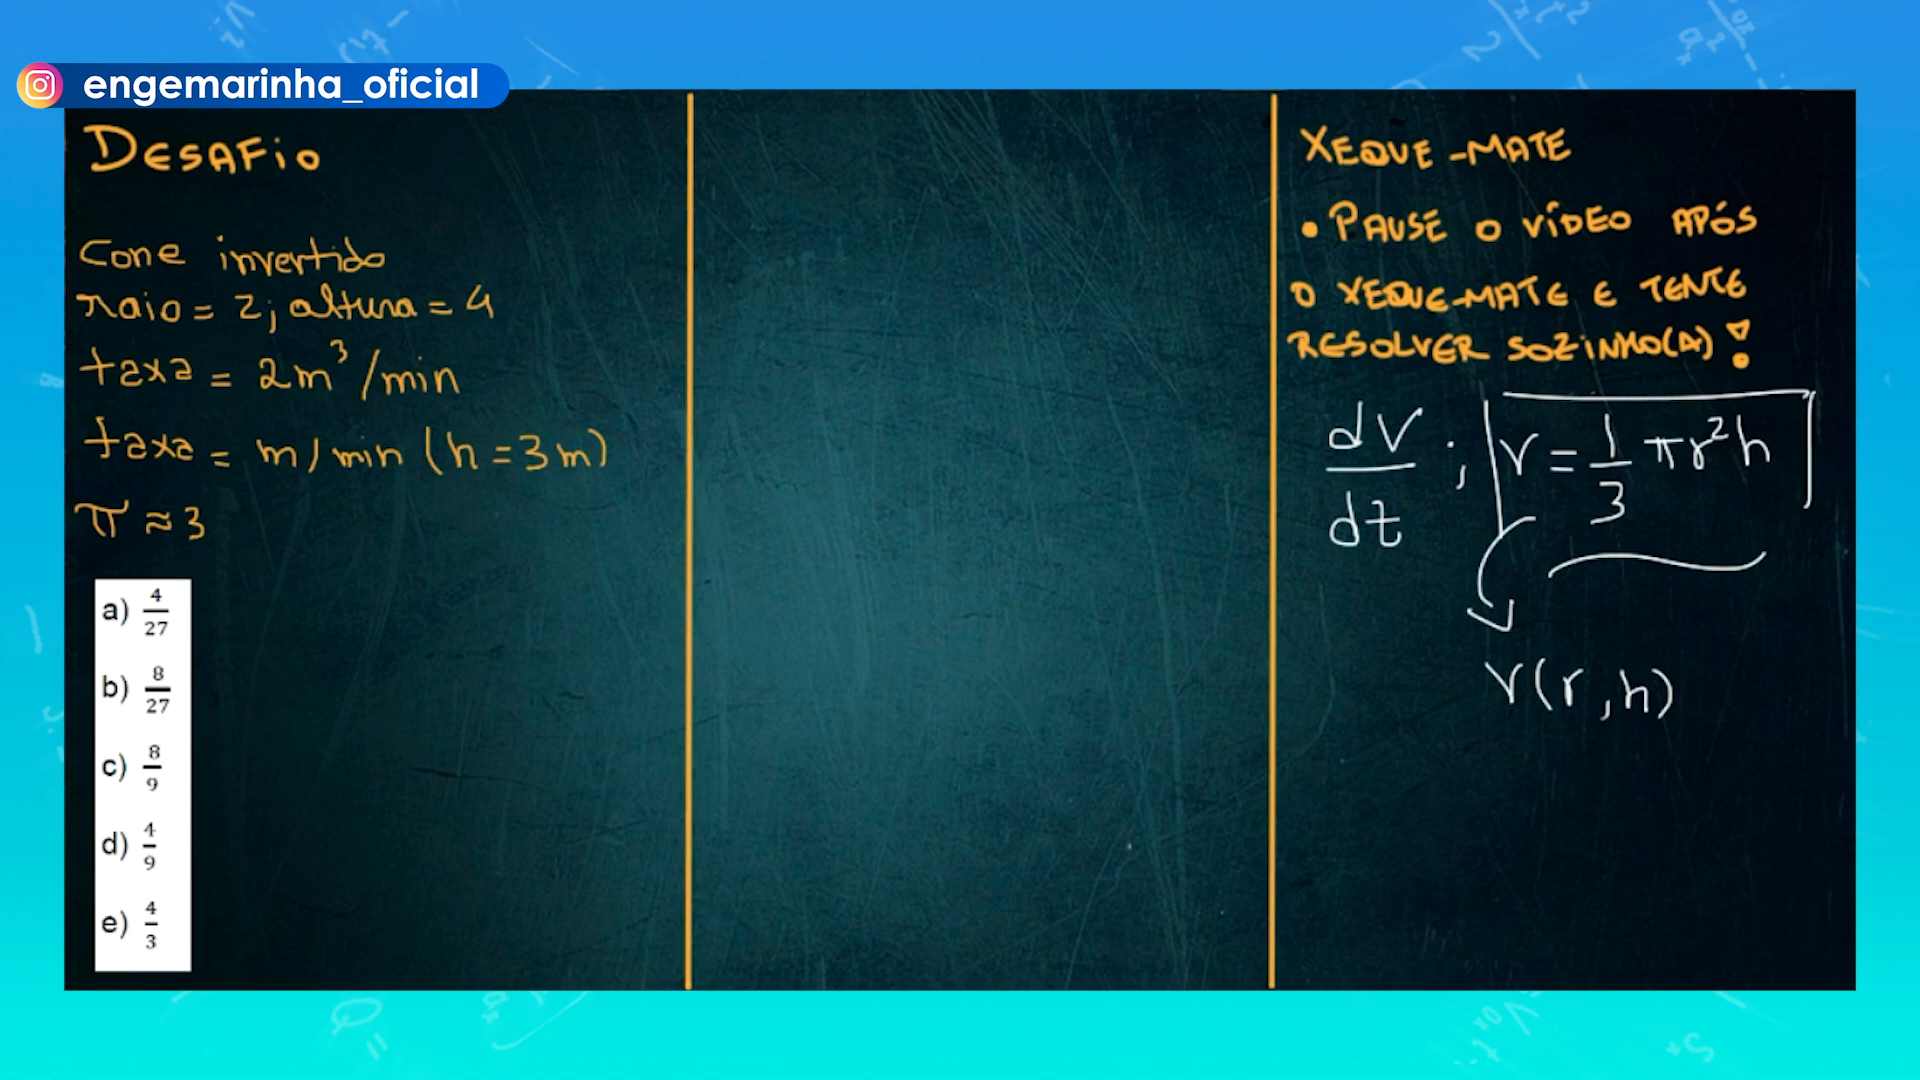 engemarinha_oficial
DESAFIO
Cone invertido
raio = 2; altura = 4
taxa = 2m³/min
taxa = m/min (h = 3m)
π ≈ 3
a) 4/27
b) 8/27
c) 8/9
d) 4/9
e) 4/3
XEQUE-MATE
• PAUSE O VÍDEO APÓS
O XEQUE-MATE E TENTE
RESOLVER SOZINHO(A)!
dV/dt ; V = 1/3 πr²h
V(r,h)